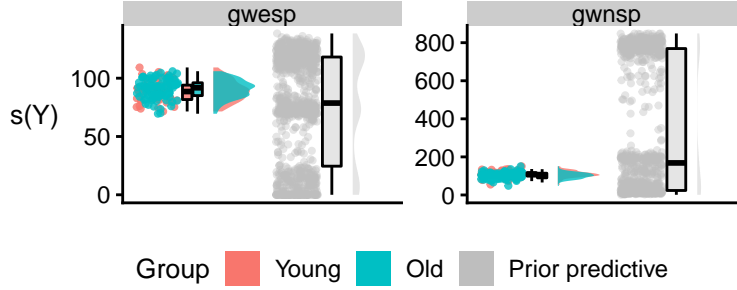 gwesp
gwnsp
s(Y)
100
50
0
800
600
400
200
0
Group
Young
Old
Prior predictive